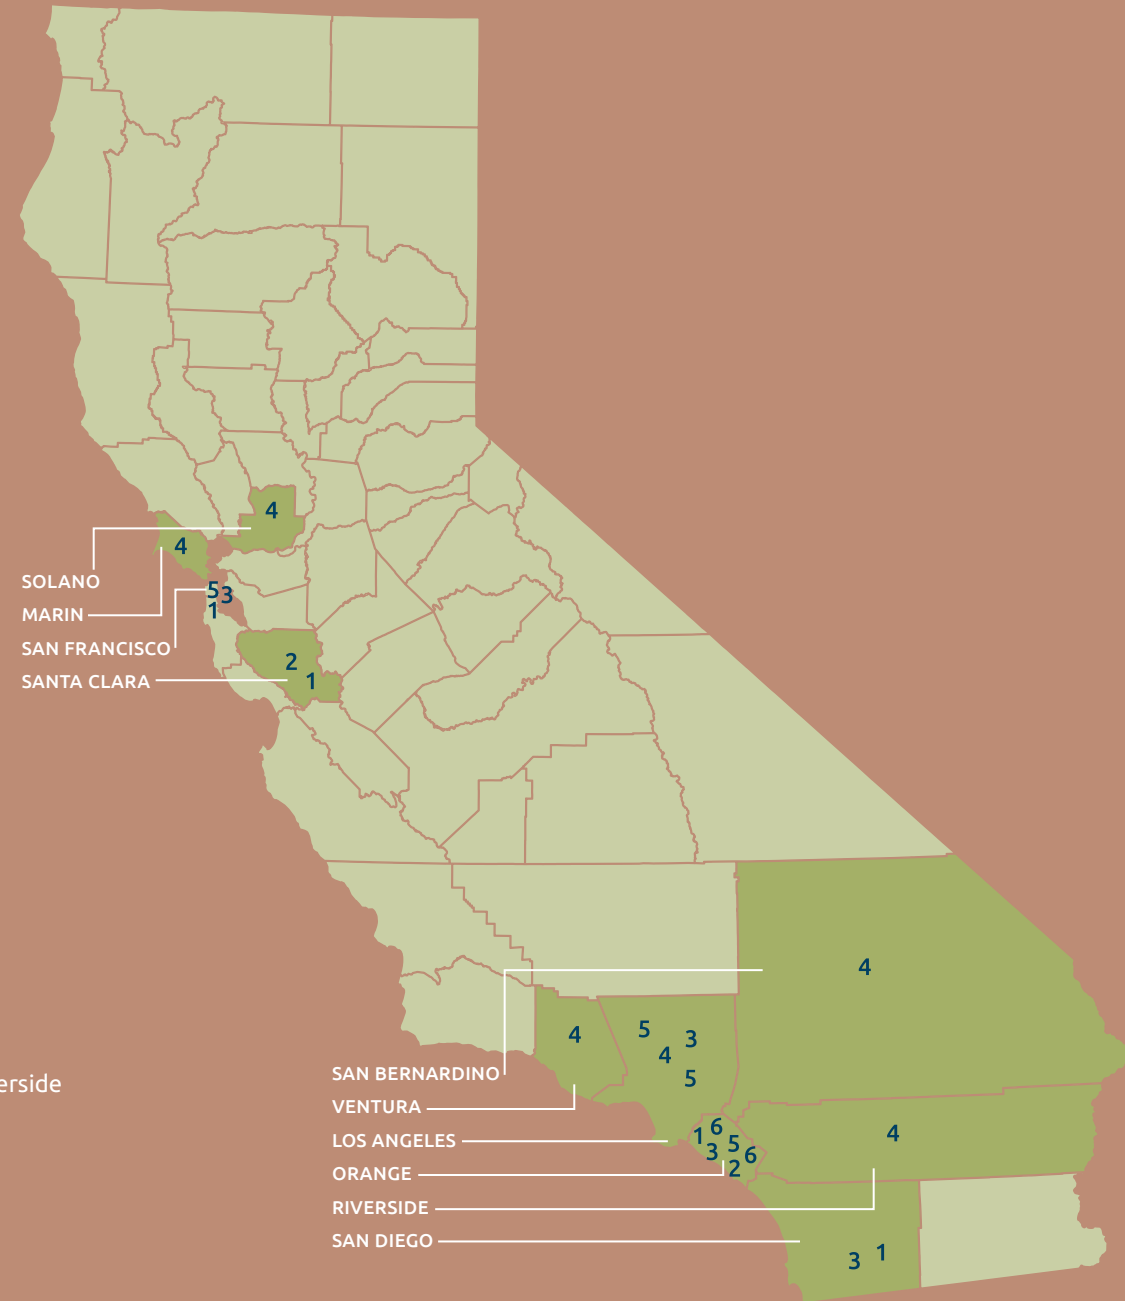 4
4
SOLANO
5 3
MARIN
1
SAN FRANCISCO
2
SANTA CLARA
1
4
5 3
4
4
SAN BERNARDINO
5
erside
VENTURA
LOS ANGELES
1 6
4
5
3 6
ORANGE
2
RIVERSIDE
SAN DIEGO
3 1